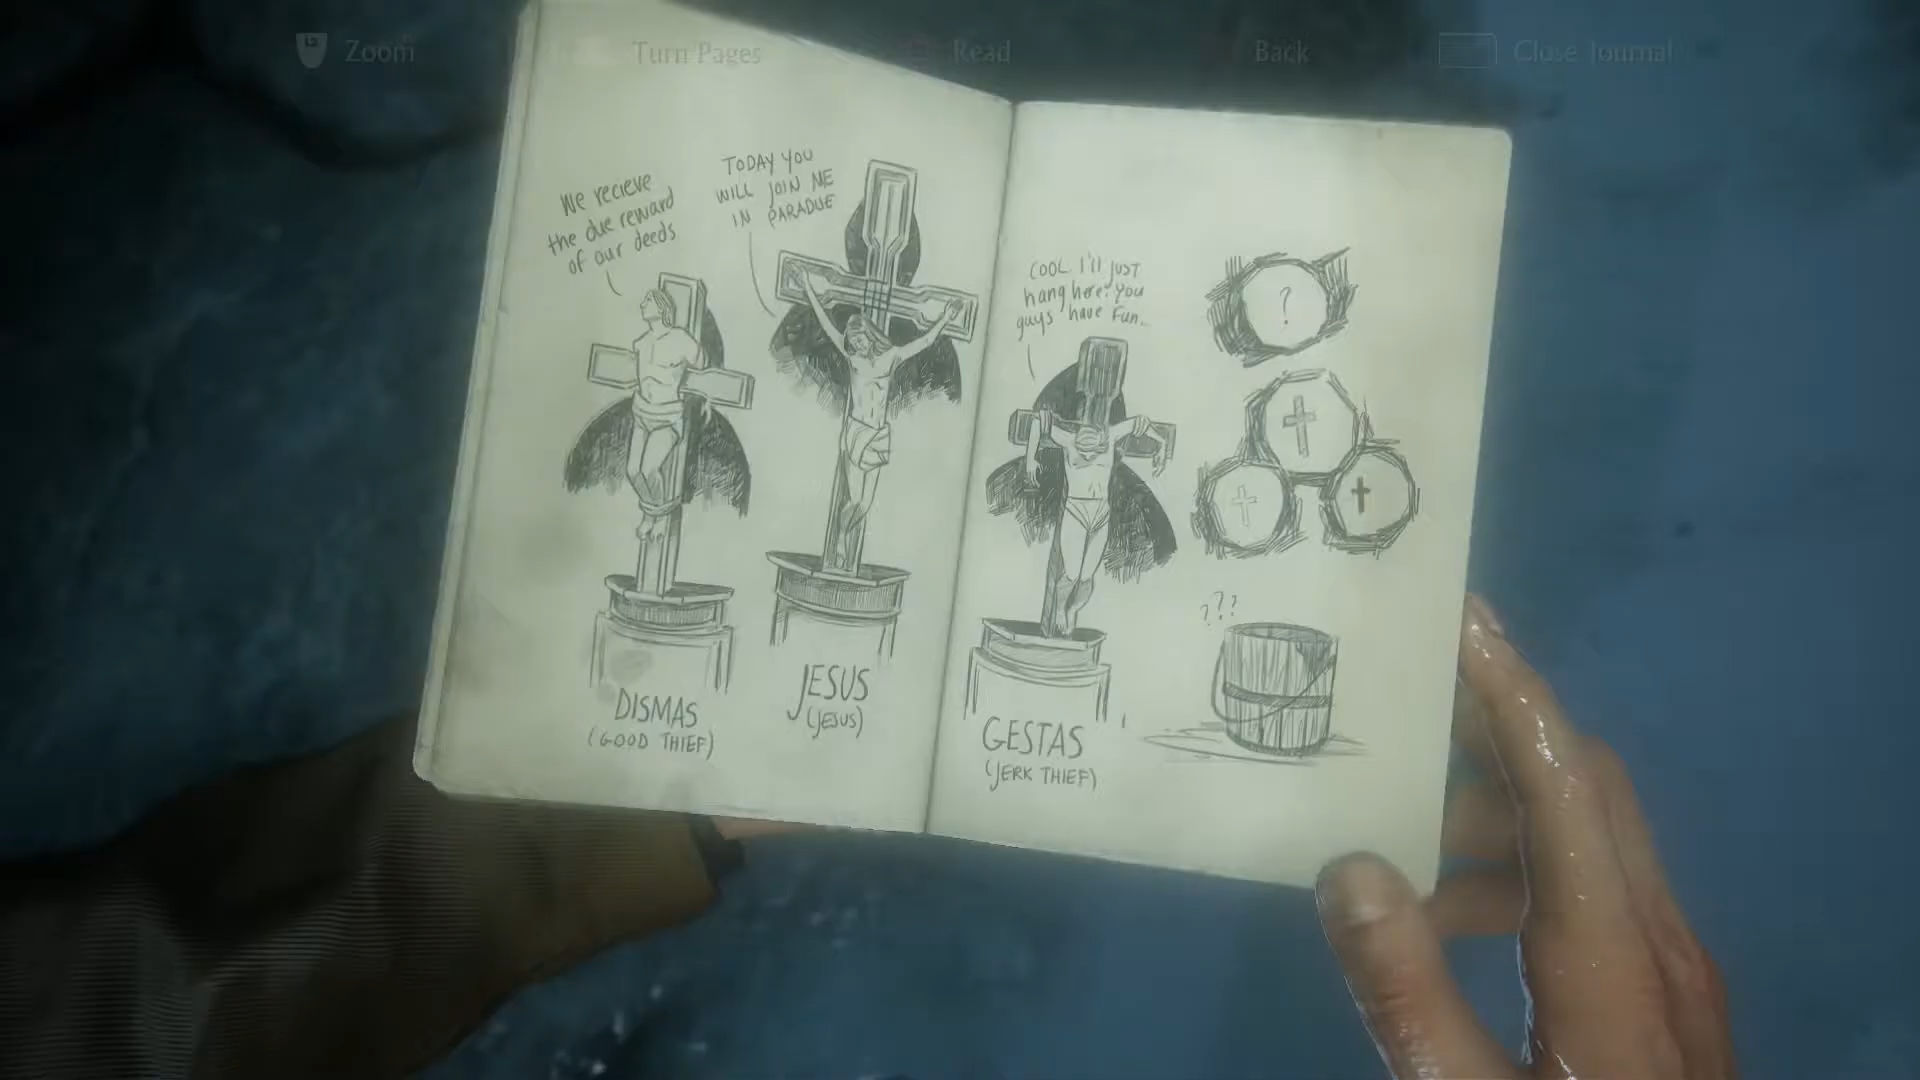 L2 Zoom
Turn Pages
Read
Back
Close Journal
We recieve
the due reward
of our deeds
TODAY YOU
WILL JOIN ME
IN PARADISE
COOL. I'll JUST
hang here. You
guys have fun..
?
???
DISMAS
(GOOD THIEF)
JESUS
(JESUS)
GESTAS
(JERK THIEF)